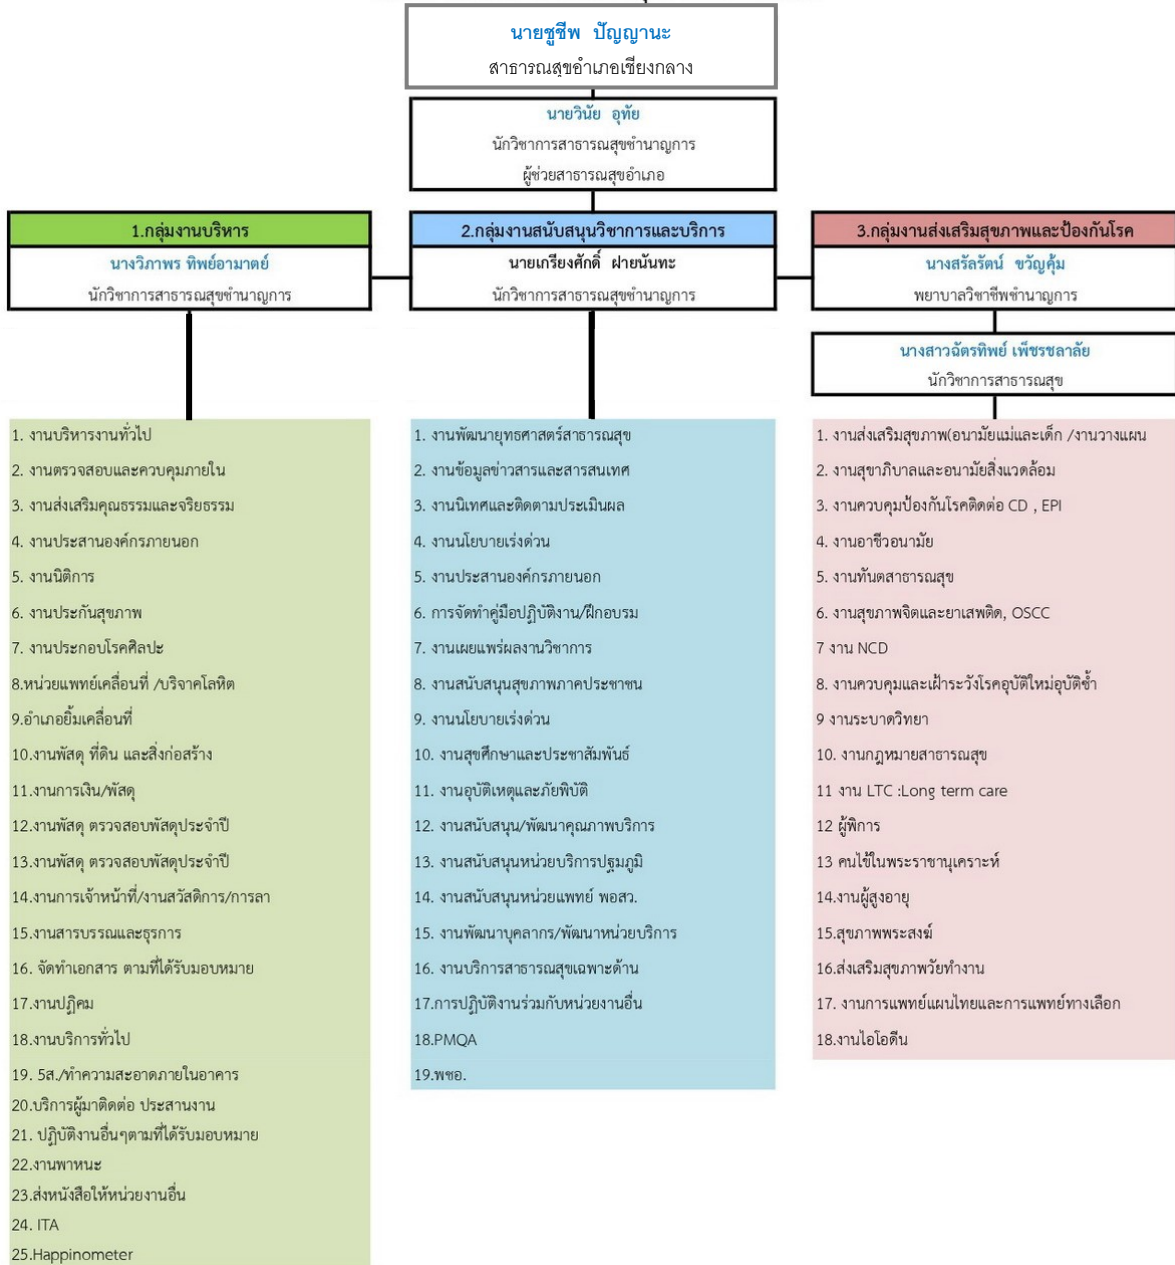 นายชูชีพ ปัญญานะ
สาธารณสุขอำเภอเชียงกลาง
นายวินัย อุทัย
นักวิชาการสาธารณสุขชำนาญการ
ผู้ช่วยสาธารณสุขอำเภอ
1.กลุ่มงานบริหาร
นางวิภาพร ทิพย์อามาตย์
นักวิชาการสาธารณสุขชำนาญการ
2.กลุ่มงานสนับสนุนวิชาการและบริการ
นายเกรียงศักดิ์ ฝายนันทะ
นักวิชาการสาธารณสุขชำนาญการ
3.กลุ่มงานส่งเสริมสุขภาพและป้องกันโรค
นางสรัลรัตน์ ขวัญคุ้ม
พยาบาลวิชาชีพชำนาญการ
นางสาวฉัตรทิพย์ เพ็ชรชลาลัย
นักวิชาการสาธารณสุข
1. งานบริหารงานทั่วไป
2. งานตรวจสอบและควบคุมภายใน
3. งานส่งเสริมคุณธรรมและจริยธรรม
4. งานประสานองค์กรภายนอก
5. งานนิติการ
6. งานประกันสุขภาพ
7. งานประกอบโรคศิลปะ
8.หน่วยแพทย์เคลื่อนที่ /บริจาคโลหิต
9.อำเภอยิ้มเคลื่อนที่
10.งานพัสดุ ที่ดิน และสิ่งก่อสร้าง
11.งานการเงิน/พัสดุ
12.งานพัสดุ ตรวจสอบพัสดุประจำปี
13.งานพัสดุ ตรวจสอบพัสดุประจำปี
14.งานการเจ้าหน้าที่/งานสวัสดิการ/การลา
15.งานสารบรรณและธุรการ
16. จัดทำเอกสาร ตามที่ได้รับมอบหมาย
17.งานปฏิคม
18.งานบริการทั่วไป
19. 5ส./ทำความสะอาดภายในอาคาร
20.บริการผู้มาติดต่อ ประสานงาน
21. ปฏิบัติงานอื่นๆตามที่ได้รับมอบหมาย
22.งานพาหนะ
23.ส่งหนังสือให้หน่วยงานอื่น
24. ITA
25.Happinometer
1. งานพัฒนายุทธศาสตร์สาธารณสุข
2. งานข้อมูลข่าวสารและสารสนเทศ
3. งานนิเทศและติดตามประเมินผล
4. งานนโยบายเร่งด่วน
5. งานประสานองค์กรภายนอก
6. การจัดทำคู่มือปฏิบัติงาน/ฝึกอบรม
7. งานเผยแพร่ผลงานวิชาการ
8. งานสนับสนุนสุขภาพภาคประชาชน
9. งานนโยบายเร่งด่วน
10. งานสุขศึกษาและประชาสัมพันธ์
11. งานอุบัติเหตุและภัยพิบัติ
12. งานสนับสนุน/พัฒนาคุณภาพบริการ
13. งานสนับสนุนหน่วยบริการปฐมภูมิ
14. งานสนับสนุนหน่วยแพทย์ พอสว.
15. งานพัฒนาบุคลากร/พัฒนาหน่วยบริการ
16. งานบริการสาธารณสุขเฉพาะด้าน
17.การปฏิบัติงานร่วมกับหน่วยงานอื่น
18.PMQA
19.พชอ.
1. งานส่งเสริมสุขภาพ(อนามัยแม่และเด็ก /งานวางแผน
2. งานสุขาภิบาลและอนามัยสิ่งแวดล้อม
3. งานควบคุมป้องกันโรคติดต่อ CD , EPI
4. งานอาชีวอนามัย
5. งานทันตสาธารณสุข
6. งานสุขภาพจิตและยาเสพติด, OSCC
7 งาน NCD
8. งานควบคุมและเฝ้าระวังโรคอุบัติใหม่อุบัติซ้ำ
9 งานระบาดวิทยา
10. งานกฎหมายสาธารณสุข
11 งาน LTC :Long term care
12 ผู้พิการ
13 คนไข้ในพระราชานุเคราะห์
14.งานผู้สูงอายุ
15.สุขภาพพระสงฆ์
16.ส่งเสริมสุขภาพวัยทำงาน
17. งานการแพทย์แผนไทยและการแพทย์ทางเลือก
18.งานไอโอดีน